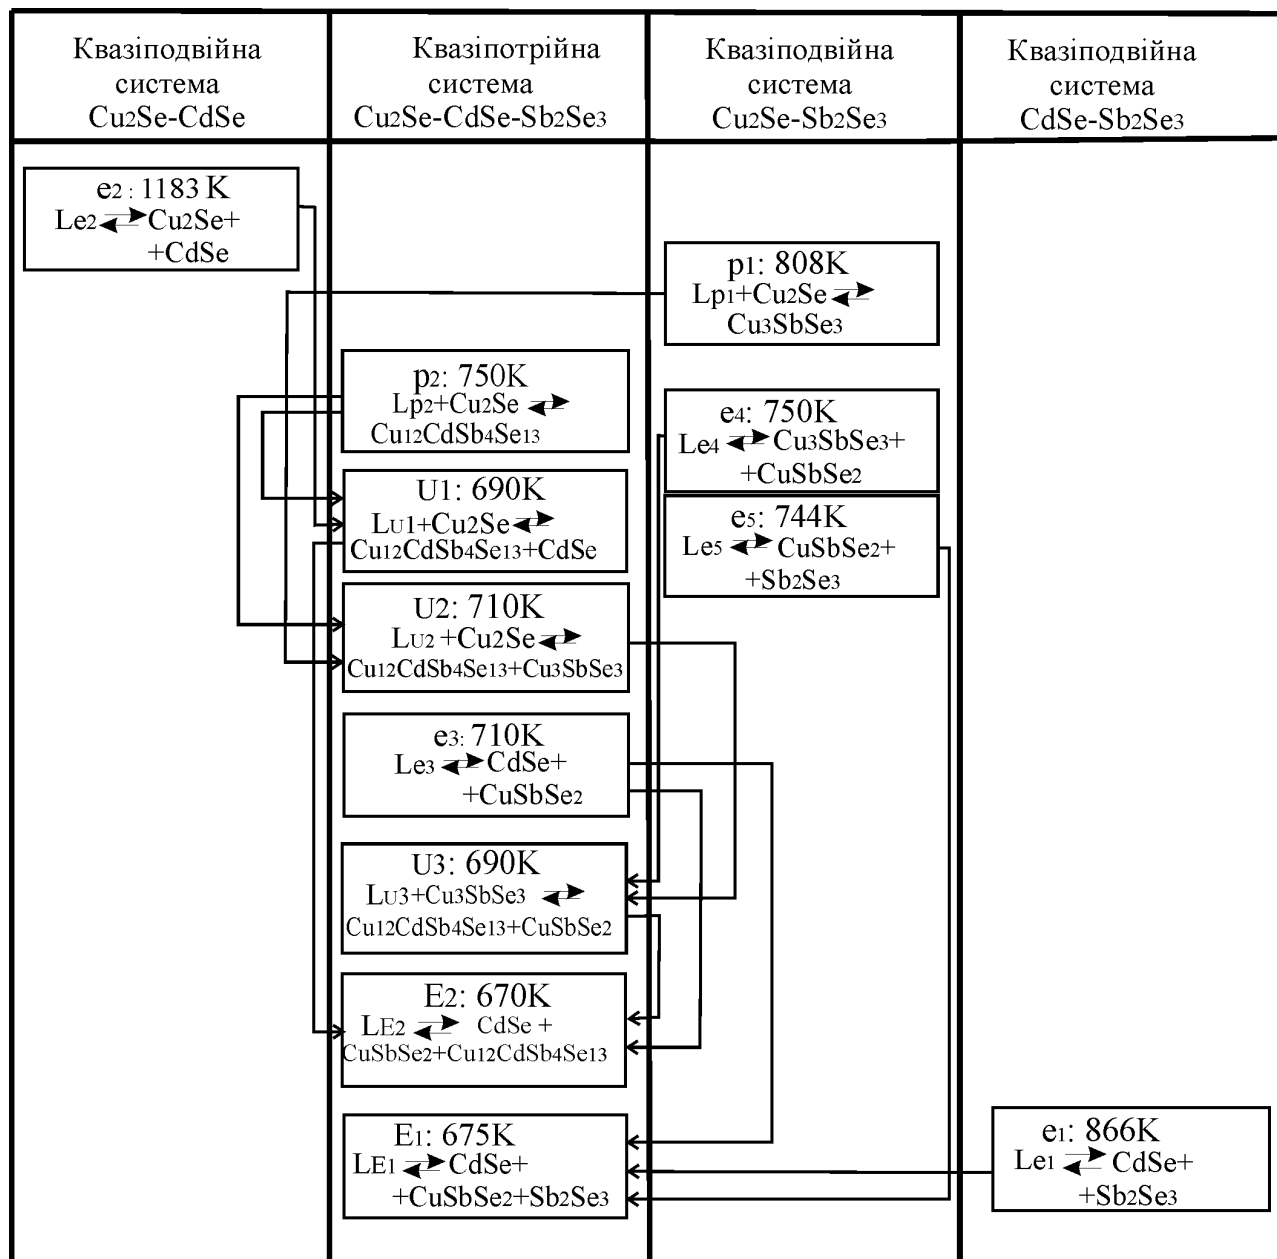 Квазіподвійна
система
Cu2Se-CdSe
Квазіпотрійна
система
Cu2Se-CdSe-Sb2Se3
Квазіподвійна
система
Cu2Se-Sb2Se3
Квазіподвійна
система
CdSe-Sb2Se3
e2 : 1183 K
Le2 ⇄ Cu2Se+
+CdSe
p1: 808K
Lp1+Cu2Se ⇄
Cu3SbSe3
p2: 750K
Lp2+Cu2Se ⇄
Cu12CdSb4Se13
e4: 750K
Le4 ⇄ Cu3SbSe3+
+CuSbSe2
U1: 690K
LU1+Cu2Se ⇄
Cu12CdSb4Se13+CdSe
e5: 744K
Le5 ⇄ CuSbSe2+
+Sb2Se3
U2: 710K
LU2 +Cu2Se ⇄
Cu12CdSb4Se13+Cu3SbSe3
e3: 710K
Le3 ⇄ CdSe+
+CuSbSe2
U3: 690K
LU3+Cu3SbSe3 ⇄
Cu12CdSb4Se13+CuSbSe2
E2: 670K
LE2 ⇄ CdSe +
CuSbSe2+Cu12CdSb4Se13
E1: 675K
LE1 ⇄ CdSe+
+CuSbSe2+Sb2Se3
e1: 866K
Le1 ⇄ CdSe+
+Sb2Se3